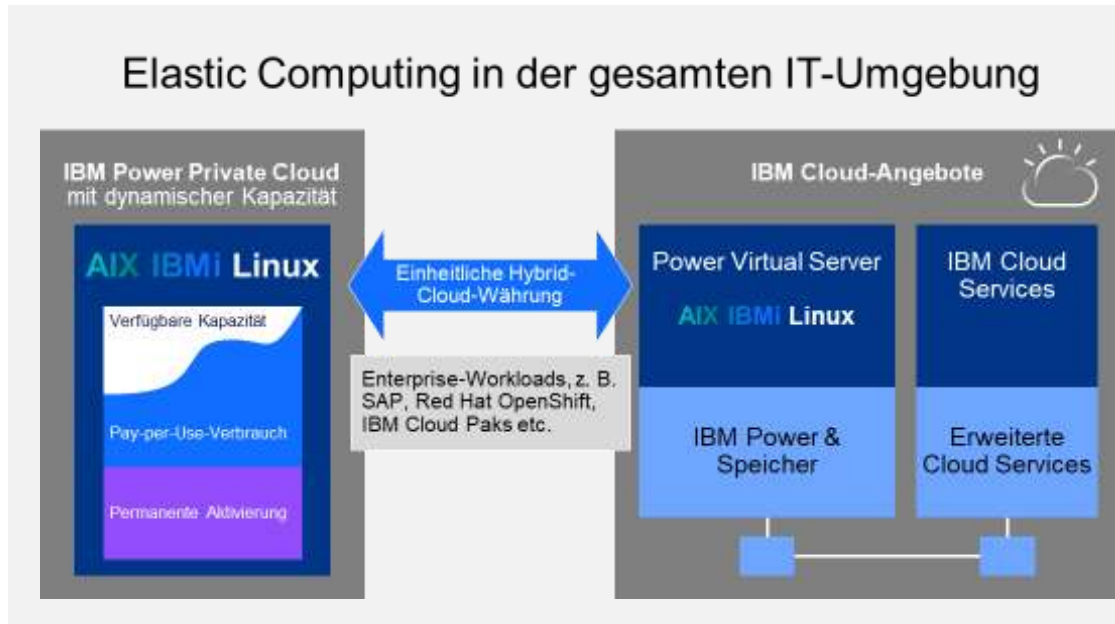 Elastic Computing in der gesamten IT-Umgebung
IBM Power Private Cloud
mit dynamischer Kapazität
AIX IBMi Linux
Verfügbare Kapazität
Pay-per-Use-Verbrauch
Permanente Aktivierung
Einheitliche Hybrid-
Cloud-Währung
Enterprise-Workloads, z. B.
SAP, Red Hat OpenShift,
IBM Cloud Paks etc.
IBM Cloud-Angebote
Power Virtual Server
AIX IBMi Linux
IBM Power &
Speicher
IBM Cloud
Services
Erweiterte
Cloud Services